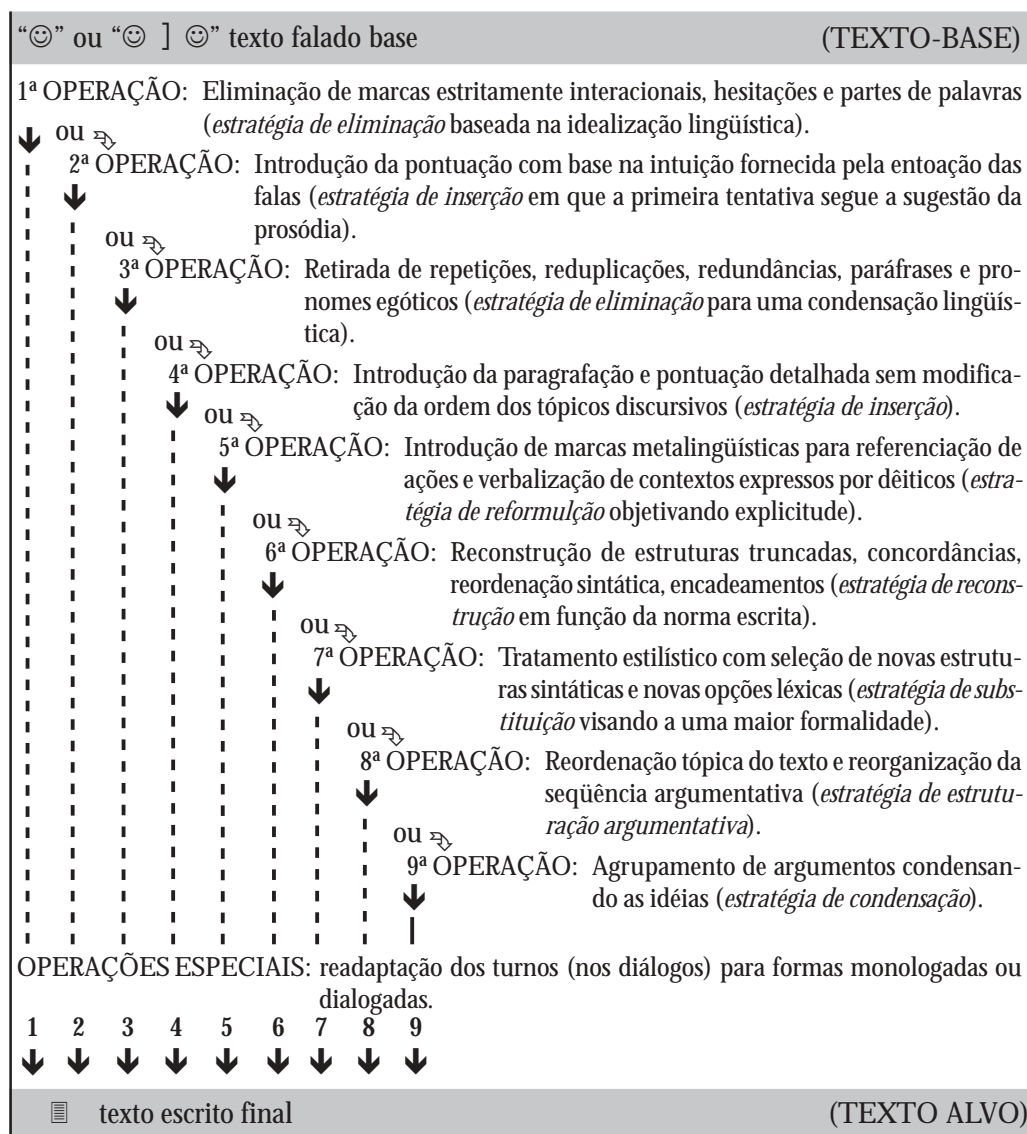 “☺” ou “☺ ] ☺” texto falado base (TEXTO-BASE)
1ª OPERAÇÃO: Eliminação de marcas estritamente interacionais, hesitações e partes de palavras
(estratégia de eliminação baseada na idealização lingüística).
ou
2ª OPERAÇÃO: Introdução da pontuação com base na intuição fornecida pela entoação das
falas (estratégia de inserção em que a primeira tentativa segue a sugestão da
prosódia).
ou
3ª OPERAÇÃO: Retirada de repetições, reduplicações, redundâncias, paráfrases e pro-
nomes egóticos (estratégia de eliminação para uma condensação lingüís-
tica).
ou
4ª OPERAÇÃO: Introdução da paragrafação e pontuação detalhada sem modifica-
ção da ordem dos tópicos discursivos (estratégia de inserção).
ou
5ª OPERAÇÃO: Introdução de marcas metalingüísticas para referenciação de
ações e verbalização de contextos expressos por dêiticos (estra-
tégia de reformulção objetivando explicitude).
ou
6ª OPERAÇÃO: Reconstrução de estruturas truncadas, concordâncias,
reordenação sintática, encadeamentos (estratégia de recons-
trução em função da norma escrita).
ou
7ª OPERAÇÃO: Tratamento estilístico com seleção de novas estrutu-
ras sintáticas e novas opções léxicas (estratégia de subs-
tituição visando a uma maior formalidade).
ou
8ª OPERAÇÃO: Reordenação tópica do texto e reorganização da
seqüência argumentativa (estratégia de estrutu-
ração argumentativa).
ou
9ª OPERAÇÃO: Agrupamento de argumentos condensan-
do as idéias (estratégia de condensação).
OPERAÇÕES ESPECIAIS: readaptação dos turnos (nos diálogos) para formas monologadas ou
dialogadas.
1 2 3 4 5 6 7 8 9
texto escrito final (TEXTO ALVO)